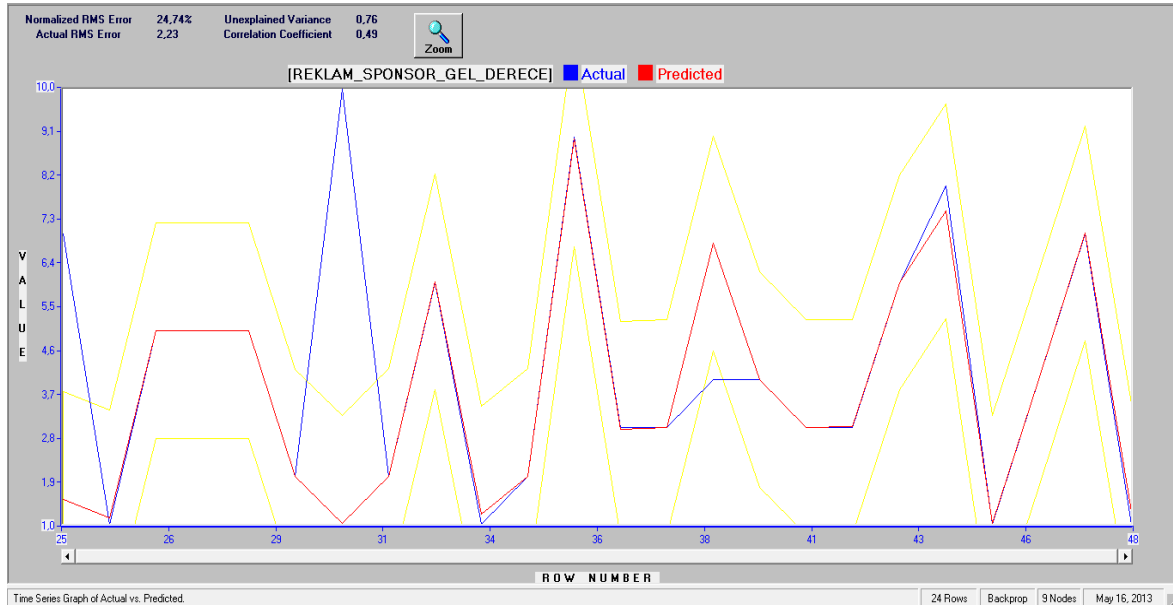 Normalized RMS Error 24,74% Unexplained Variance 0,76
Actual RMS Error 2,23 Correlation Coefficient 0,49
Zoom
[REKLAM_SPONSOR_GEL_DERECE] Actual Predicted
10,0
9,1
8,2
7,3
6,4
5,5
4,6
3,7
2,8
1,9
1,0
VALUE
25 26 28 29 31 34 36 38 41 43 46 48
ROW NUMBER
Time Series Graph of Actual vs. Predicted. 24 Rows Backprop 9 Nodes May 16, 2013